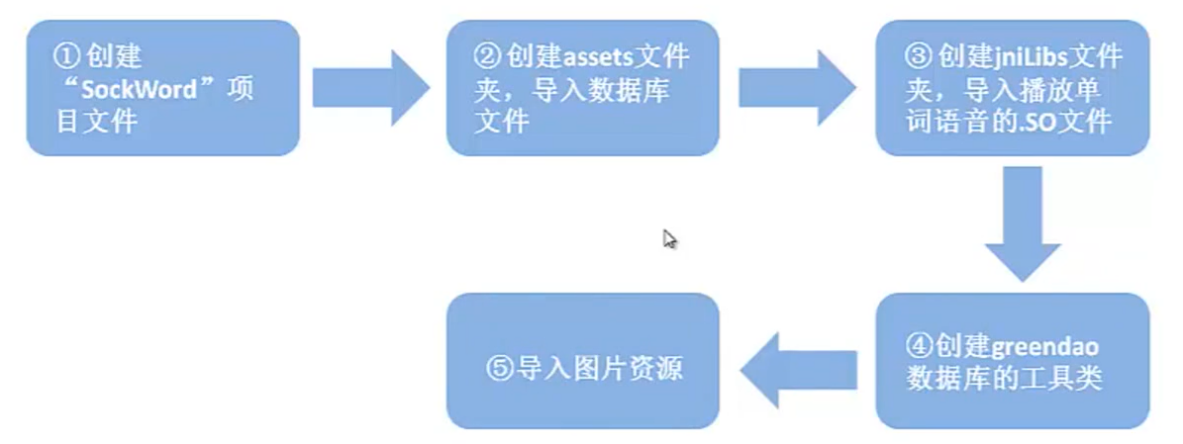 ①创建
“SockWord”项
目文件
②创建assets文件
夹，导入数据库
文件
③创建jniLibs文件
夹，导入播放单
词语音的.SO文件
④创建greendao
数据库的工具类
⑤导入图片资源